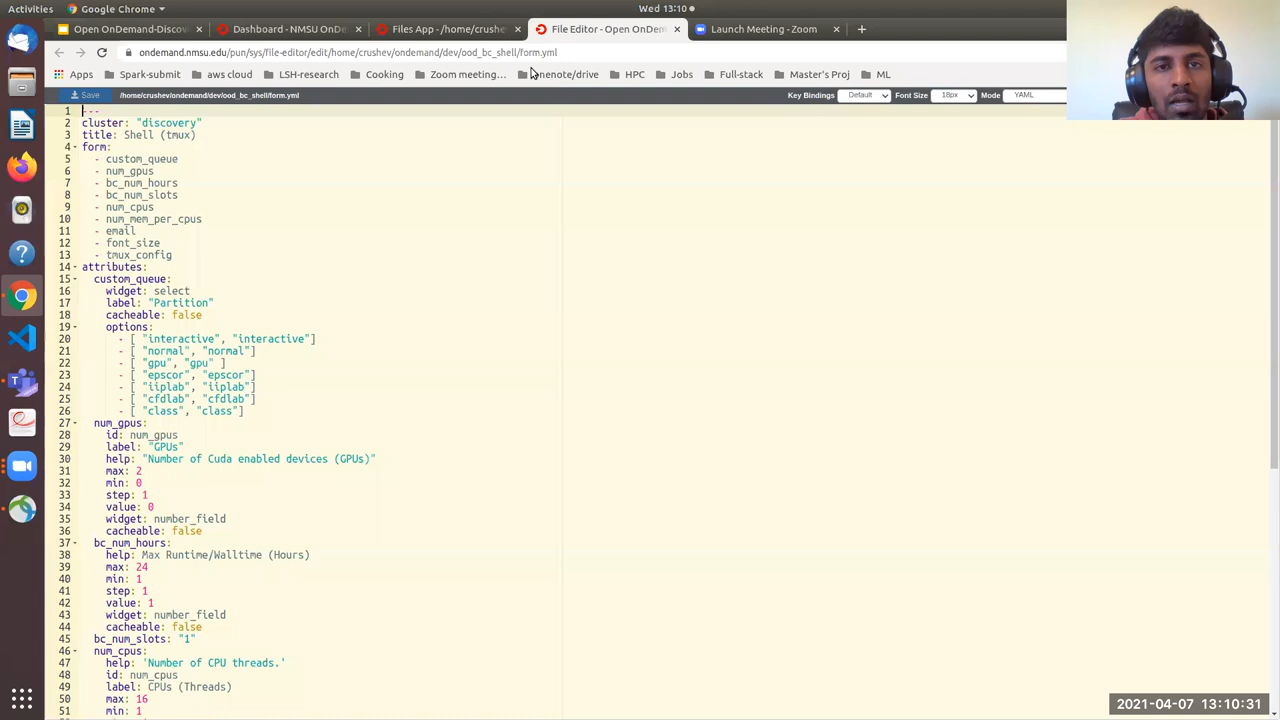 Activities
Google Chrome
Wed 13:10
Open OnDemand-Discov
Dashboard - NMSU OnDem
Files App - /home/crushe
File Editor - Open OnDem
Launch Meeting - Zoom
ondemand.nmsu.edu/pun/sys/file-editor/edit/home/crushev/ondemand/dev/ood_bc_shell/form.yml
Apps
Spark-submit
aws cloud
LSH-research
Cooking
Zoom meeting…
onenote/drive
HPC
Jobs
Full-stack
Master's Proj
ML
Save
/home/crushev/ondemand/dev/ood_bc_shell/form.yml
Key Bindings
Default
Font Size
18px
Mode
YAML
1 ---
2 cluster: "discovery"
3 title: Shell (tmux)
4 form:
5 - custom_queue
6 - num_gpus
7 - bc_num_hours
8 - bc_num_slots
9 - num_cpus
10 - num_mem_per_cpus
11 - email
12 - font_size
13 - tmux_config
14 attributes:
15 custom_queue:
16 widget: select
17 label: "Partition"
18 cacheable: false
19 options:
20 - [ "interactive", "interactive"]
21 - [ "normal", "normal"]
22 - [ "gpu", "gpu" ]
23 - [ "epscor", "epscor"]
24 - [ "iiplab", "iiplab"]
25 - [ "cfdlab", "cfdlab"]
26 - [ "class", "class"]
27 num_gpus:
28 id: num_gpus
29 label: "GPUs"
30 help: "Number of Cuda enabled devices (GPUs)"
31 max: 2
32 min: 0
33 step: 1
34 value: 0
35 widget: number_field
36 cacheable: false
37 bc_num_hours:
38 help: Max Runtime/Walltime (Hours)
39 max: 24
40 min: 1
41 step: 1
42 value: 1
43 widget: number_field
44 cacheable: false
45 bc_num_slots: "1"
46 num_cpus:
47 help: 'Number of CPU threads.'
48 id: num_cpus
49 label: CPUs (Threads)
50 max: 16
51 min: 1
2021-04-07 13:10:31